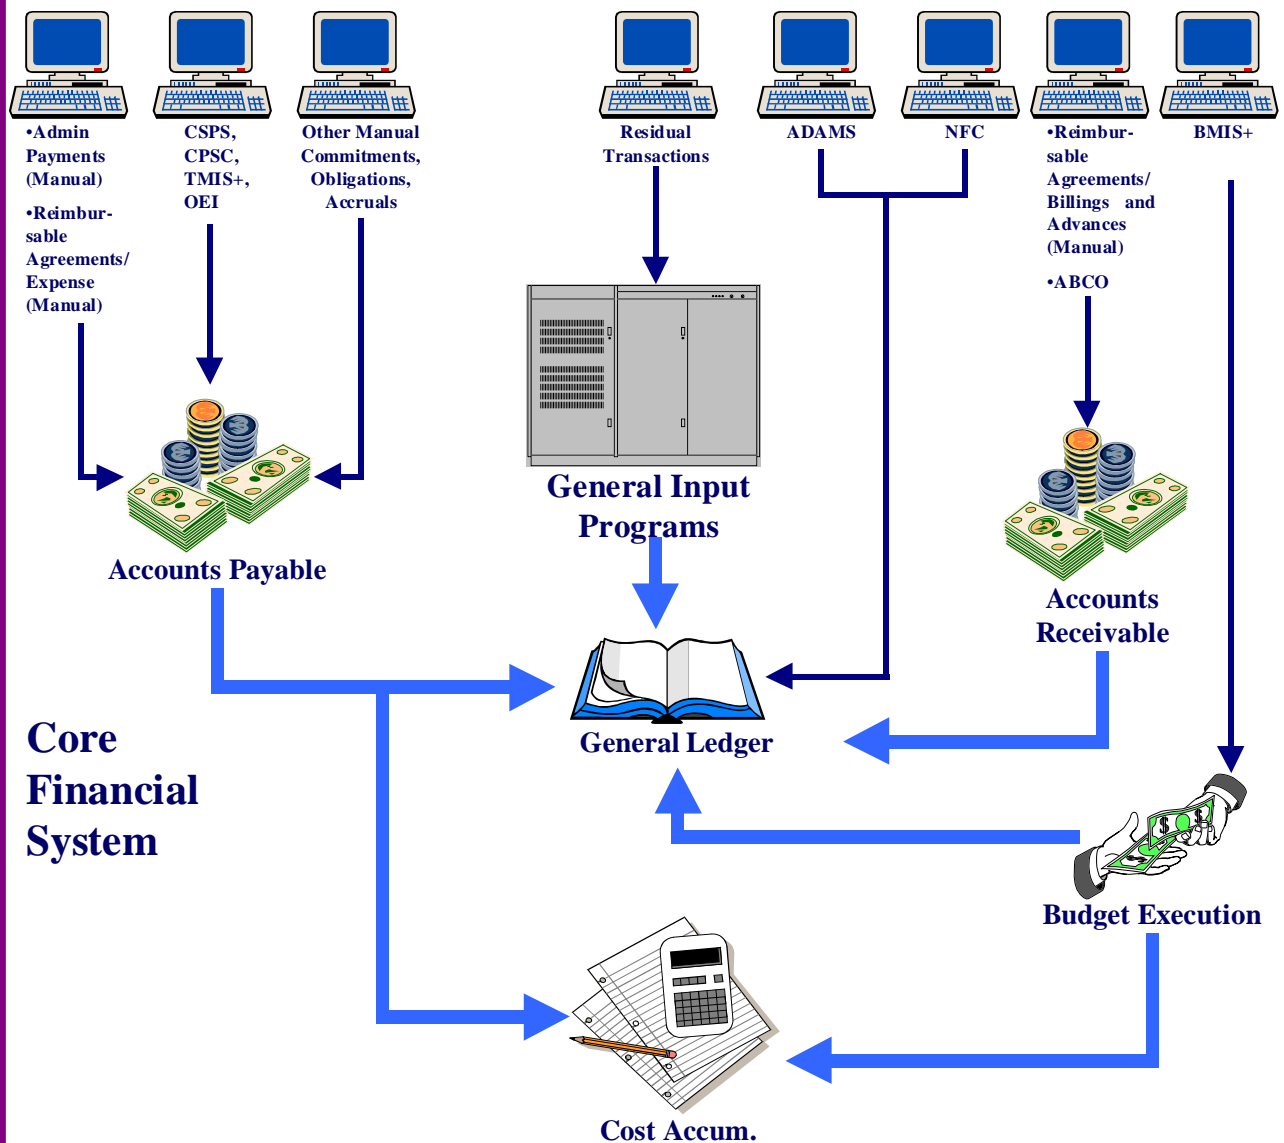 •Admin
Payments
(Manual)
•Reimbur-
sable
Agreements/
Expense
(Manual)
CSPS,
CPSC,
TMIS+,
OEI
Other Manual
Commitments,
Obligations,
Accruals
Residual
Transactions
ADAMS
NFC
•Reimbur-
sable
Agreements/
Billings and
Advances
(Manual)
•ABCO
BMIS+
General Input
Programs
Accounts Payable
Accounts
Receivable
General Ledger
Core
Financial
System
Budget Execution
Cost Accum.